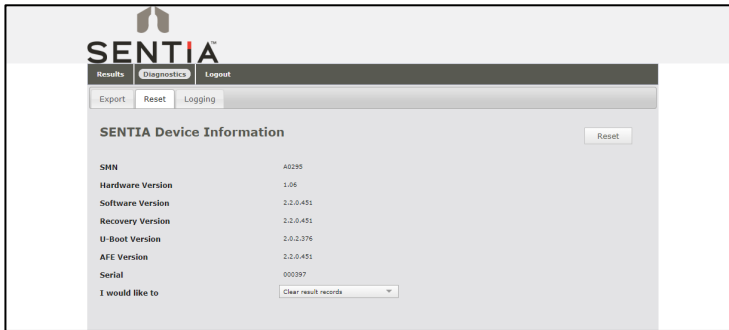 SENTIA™
Results Diagnostics Logout
Export Reset Logging
SENTIA Device Information Reset
SMN A0295
Hardware Version 1.06
Software Version 2.2.0.451
Recovery Version 2.2.0.451
U-Boot Version 2.0.2.376
AFE Version 2.2.0.451
Serial 000397
I would like to Clear result records